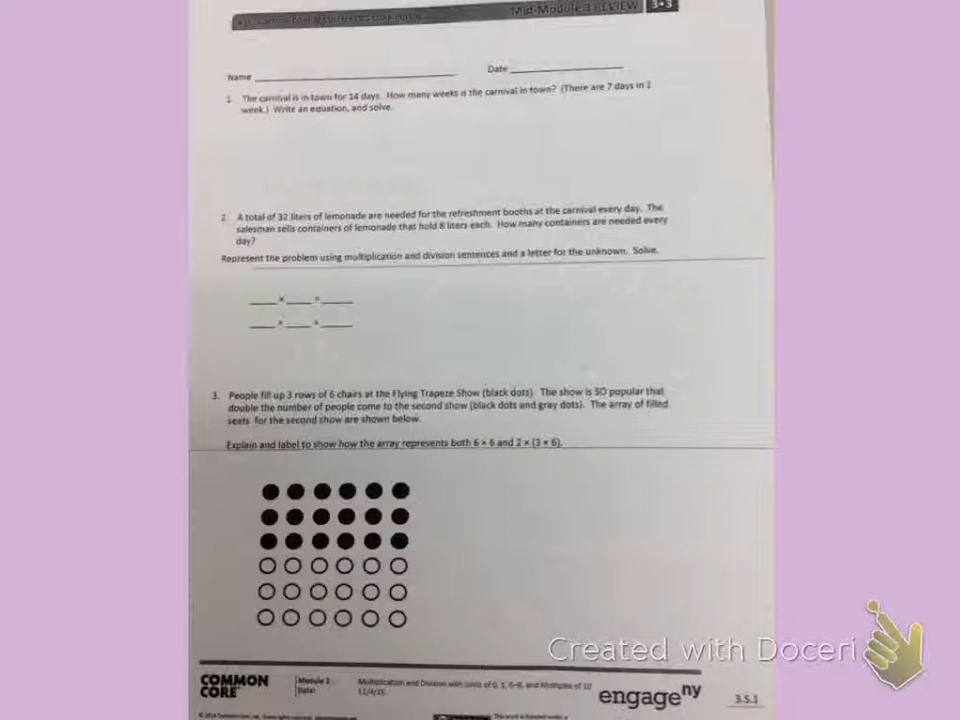 Mid-Module 3 REVIEW 3•3
Name
Date
1. The carnival is in town for 14 days. How many weeks is the carnival in town? (There are 7 days in 1
week.) Write an equation, and solve.
2. A total of 32 liters of lemonade are needed for the refreshment booths at the carnival every day. The
salesman sells containers of lemonade that hold 8 liters each. How many containers are needed every
day?
Represent the problem using multiplication and division sentences and a letter for the unknown. Solve.
3. People fill up 3 rows of 6 chairs at the Flying Trapeze Show (black dots). The show is SO popular that
double the number of people come to the second show (black dots and gray dots). The array of filled
seats for the second show are shown below.
Explain and label to show how the array represents both 6 × 6 and 2 × (3 × 6).
Created with Doceri
COMMON
CORE
Module 3
Date:
Multiplication and Division with Units of 0, 1, 6–9, and Multiples of 10
engage ny
3.S.1